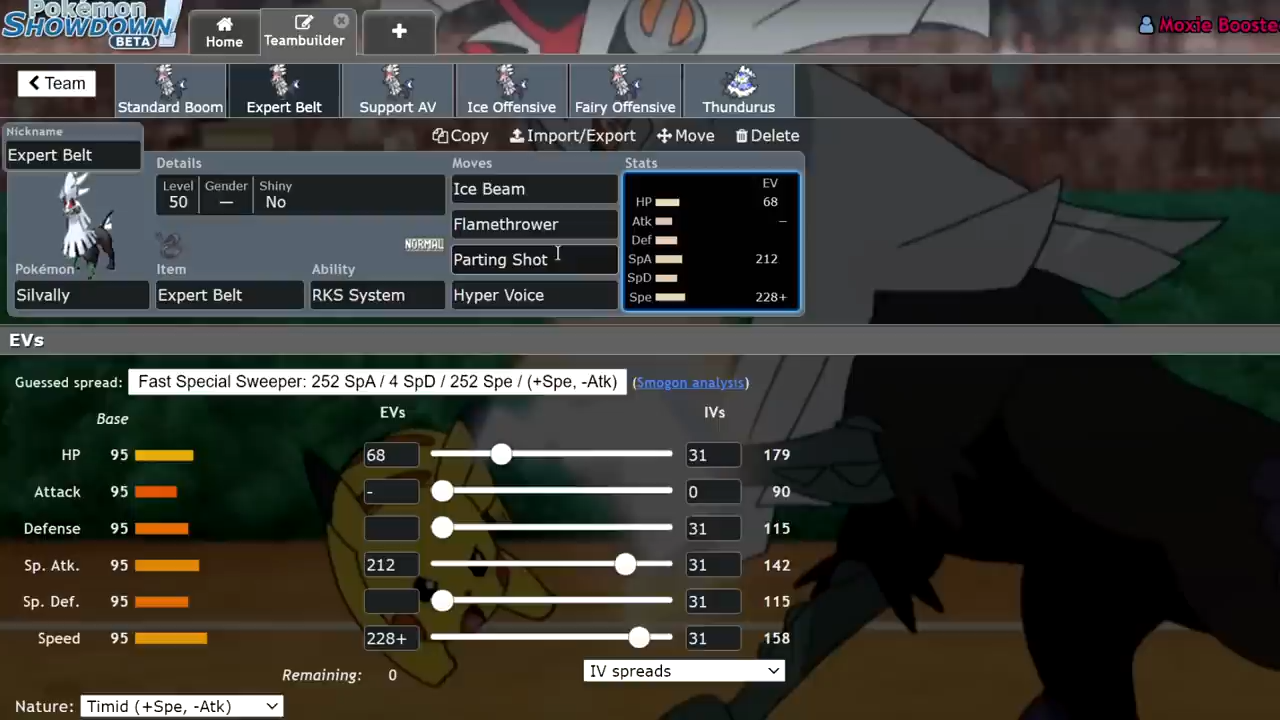 Pokémon
SHOWDOWN!
BETA
Home
Teambuilder
+
Moxie Booste
< Team
Standard Boom
Expert Belt
Support AV
Ice Offensive
Fairy Offensive
Thundurus
Copy
Import/Export
Move
Delete
Nickname
Expert Belt
Details
Level
50
Gender
—
Shiny
No
NORMAL
Pokémon
Silvally
Item
Expert Belt
Ability
RKS System
Moves
Ice Beam
Flamethrower
Parting Shot
Hyper Voice
Stats
EV
HP 68
Atk –
Def
SpA 212
SpD
Spe 228+
EVs
Guessed spread: Fast Special Sweeper: 252 SpA / 4 SpD / 252 Spe / (+Spe, -Atk) (Smogon analysis)
Base EVs IVs
HP 95 68 31 179
Attack 95 - 0 90
Defense 95 31 115
Sp. Atk. 95 212 31 142
Sp. Def. 95 31 115
Speed 95 228+ 31 158
Remaining: 0 IV spreads
Nature: Timid (+Spe, -Atk)